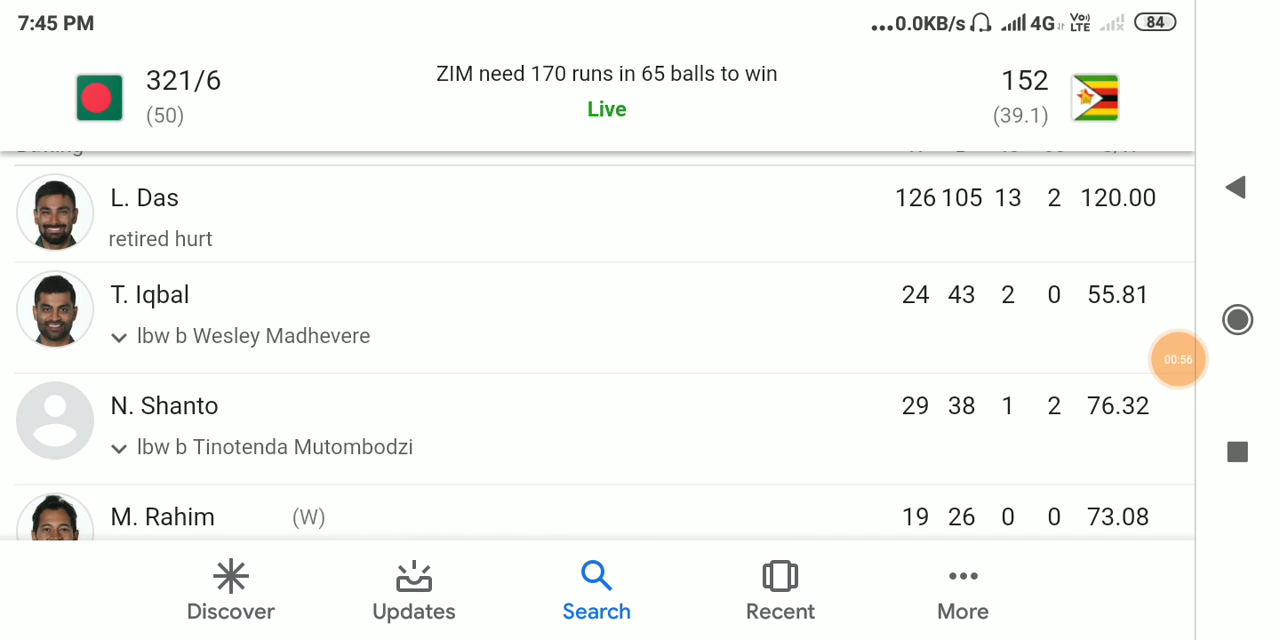 7:45 PM ...0.0KB/s 4G Vo) LTE 84
321/6 ZIM need 170 runs in 65 balls to win 152
(50) Live (39.1)
L. Das 126 105 13 2 120.00
retired hurt
T. Iqbal 24 43 2 0 55.81
lbw b Wesley Madhevere
00:56
N. Shanto 29 38 1 2 76.32
lbw b Tinotenda Mutombodzi
M. Rahim (W) 19 26 0 0 73.08
Discover Updates Search Recent More